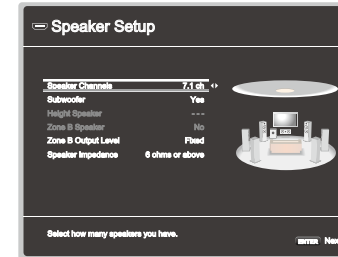 Speaker Setup
Speaker Channels 7.1 ch
Subwoofer Yes
Height Speaker ---
Zone B Speaker No
Zone B Output Level Fixed
Speaker Impedance 6 ohms or above
Select how many speakers you have.
ENTER